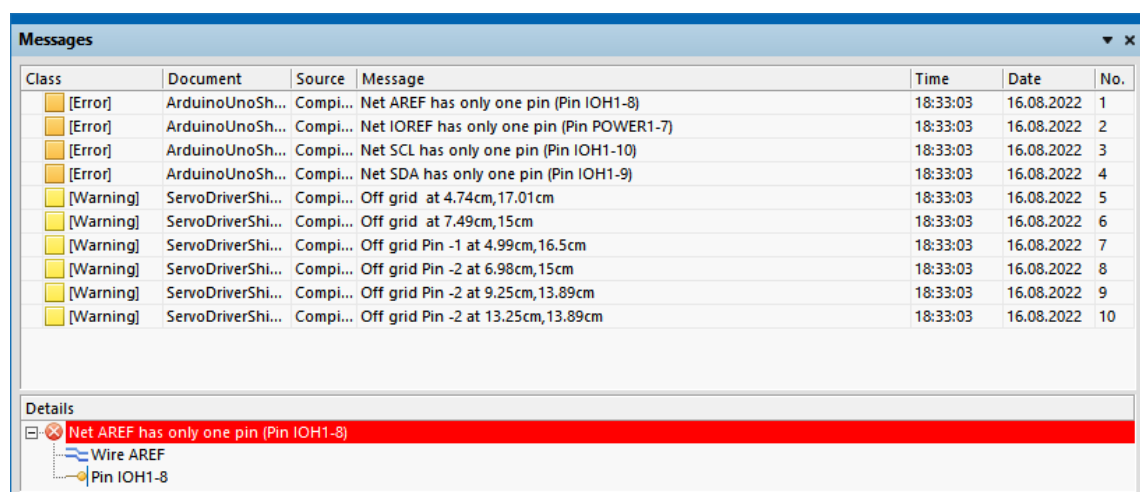 Messages
Class Document Source Message Time Date No.
[Error] ArduinoUnoSh... Compi... Net AREF has only one pin (Pin IOH1-8) 18:33:03 16.08.2022 1
[Error] ArduinoUnoSh... Compi... Net IOREF has only one pin (Pin POWER1-7) 18:33:03 16.08.2022 2
[Error] ArduinoUnoSh... Compi... Net SCL has only one pin (Pin IOH1-10) 18:33:03 16.08.2022 3
[Error] ArduinoUnoSh... Compi... Net SDA has only one pin (Pin IOH1-9) 18:33:03 16.08.2022 4
[Warning] ServoDriverShi... Compi... Off grid at 4.74cm,17.01cm 18:33:03 16.08.2022 5
[Warning] ServoDriverShi... Compi... Off grid at 7.49cm,15cm 18:33:03 16.08.2022 6
[Warning] ServoDriverShi... Compi... Off grid Pin -1 at 4.99cm,16.5cm 18:33:03 16.08.2022 7
[Warning] ServoDriverShi... Compi... Off grid Pin -2 at 6.98cm,15cm 18:33:03 16.08.2022 8
[Warning] ServoDriverShi... Compi... Off grid Pin -2 at 9.25cm,13.89cm 18:33:03 16.08.2022 9
[Warning] ServoDriverShi... Compi... Off grid Pin -2 at 13.25cm,13.89cm 18:33:03 16.08.2022 10
Details
Net AREF has only one pin (Pin IOH1-8)
Wire AREF
Pin IOH1-8